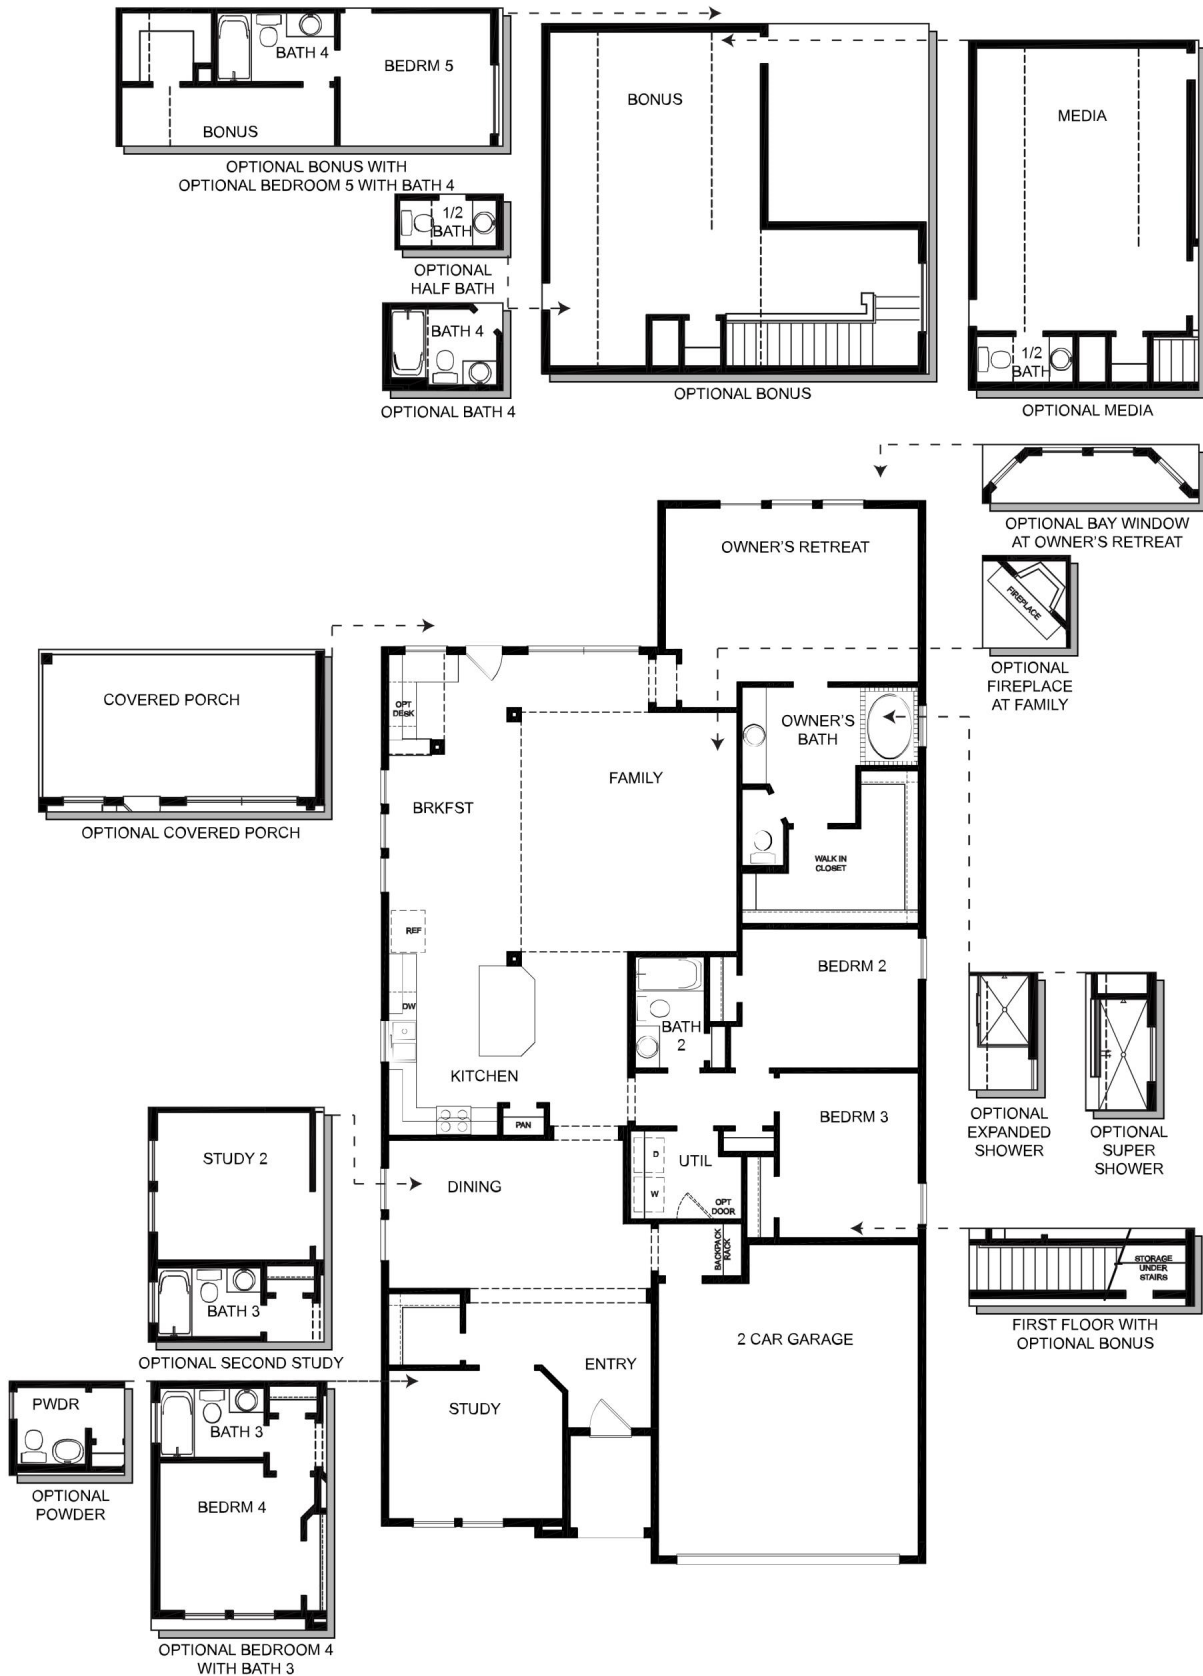 BATH 4
BEDRM 5
BONUS
OPTIONAL BONUS WITH
OPTIONAL BEDROOM 5 WITH BATH 4
BONUS
OPTIONAL BONUS
MEDIA
1/2
BATH
OPTIONAL MEDIA
1/2
BATH
OPTIONAL
HALF BATH
BATH 4
OPTIONAL BATH 4
OPTIONAL BAY WINDOW
AT OWNER'S RETREAT
FIREPLACE
OPTIONAL
FIREPLACE
AT FAMILY
OWNER'S RETREAT
COVERED PORCH
OPTIONAL COVERED PORCH
OPT
DESK
OWNER'S
BATH
FAMILY
BRKFST
WALK IN
CLOSET
REF
BEDRM 2
DW
BATH
2
KITCHEN
PAN
BEDRM 3
OPTIONAL
EXPANDED
SHOWER
OPTIONAL
SUPER
SHOWER
STUDY 2
BATH 3
OPTIONAL SECOND STUDY
DINING
D
W
UTIL
OPT
DOOR
BACKPACK
RACK
STORAGE
UNDER
STAIRS
FIRST FLOOR WITH
OPTIONAL BONUS
2 CAR GARAGE
ENTRY
STUDY
PWDR
OPTIONAL
POWDER
BATH 3
BEDRM 4
OPTIONAL BEDROOM 4
WITH BATH 3